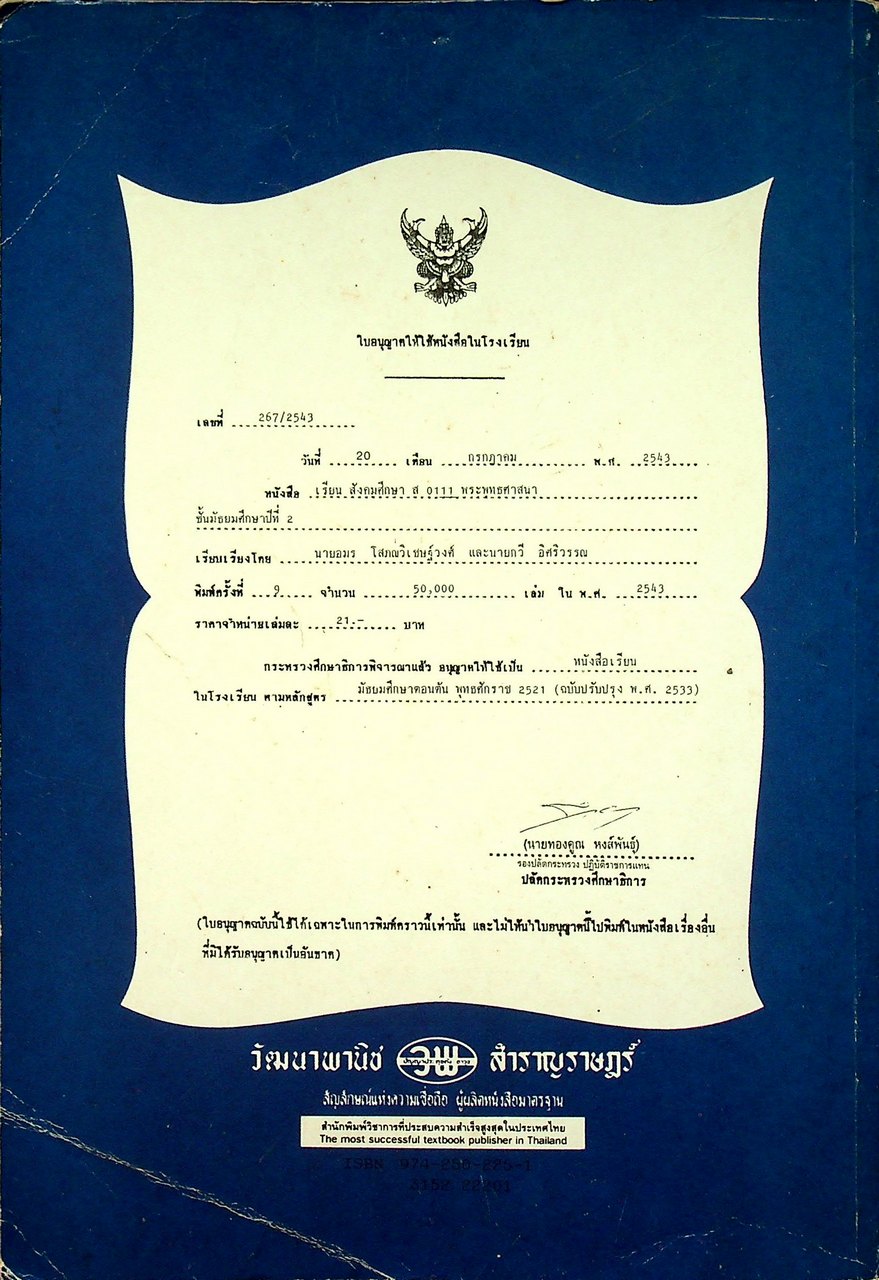 ใบอนุญาตให้ใช้หนังสือในโรงเรียน
เลขที่ 267/2543
วันที่ 20 เดือน กรกฎาคม พ.ศ. 2543
หนังสือ เรียน สังคมศึกษา ส 0111 พระพุทธศาสนา
ชั้นมัธยมศึกษาปีที่ 2
เรียบเรียงโดย นายอมร โสภณวิเชษฐ์วงศ์ และนายกวี อิศริวรรณ
พิมพ์ครั้งที่ 9 จำนวน 50,000 เล่ม ใน พ.ศ. 2543
ราคาจำหน่ายเล่มละ 21.- บาท
กระทรวงศึกษาธิการพิจารณาแล้ว อนุญาตให้ใช้เป็น หนังสือเรียน
ในโรงเรียน ตามหลักสูตร มัธยมศึกษาตอนต้น พุทธศักราช 2521 (ฉบับปรับปรุง พ.ศ. 2533)
(นายทองคูณ หงส์พันธุ์)
รองปลัดกระทรวง ปฏิบัติราชการแทน
ปลัดกระทรวงศึกษาธิการ
(ใบอนุญาตฉบับนี้ใช้ได้เฉพาะในการพิมพ์คราวนี้เท่านั้น และไม่ให้นำใบอนุญาตนี้ไปพิมพ์ในหนังสือเรื่องอื่น
ที่มิได้รับอนุญาตเป็นอันขาด)
วัฒนาพานิช วพ สำราญราษฎร์
สัญลักษณ์แห่งความเชื่อถือ ผู้ผลิตหนังสือมาตรฐาน
สำนักพิมพ์วิชาการที่ประสบความสำเร็จสูงสุดในประเทศไทย
The most successful textbook publisher in Thailand
ISBN